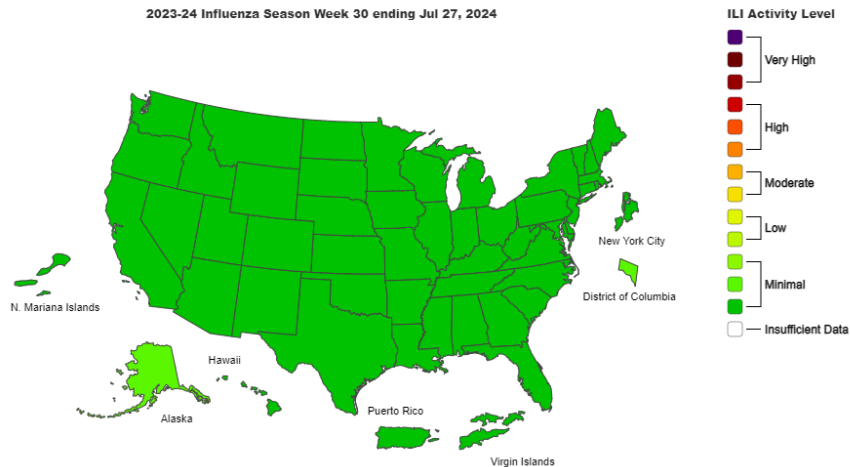 2023-24 Influenza Season Week 30 ending Jul 27, 2024
ILI Activity Level
Very High
High
Moderate
Low
Minimal
Insufficient Data
New York City
District of Columbia
N. Mariana Islands
Hawaii
Alaska
Puerto Rico
Virgin Islands